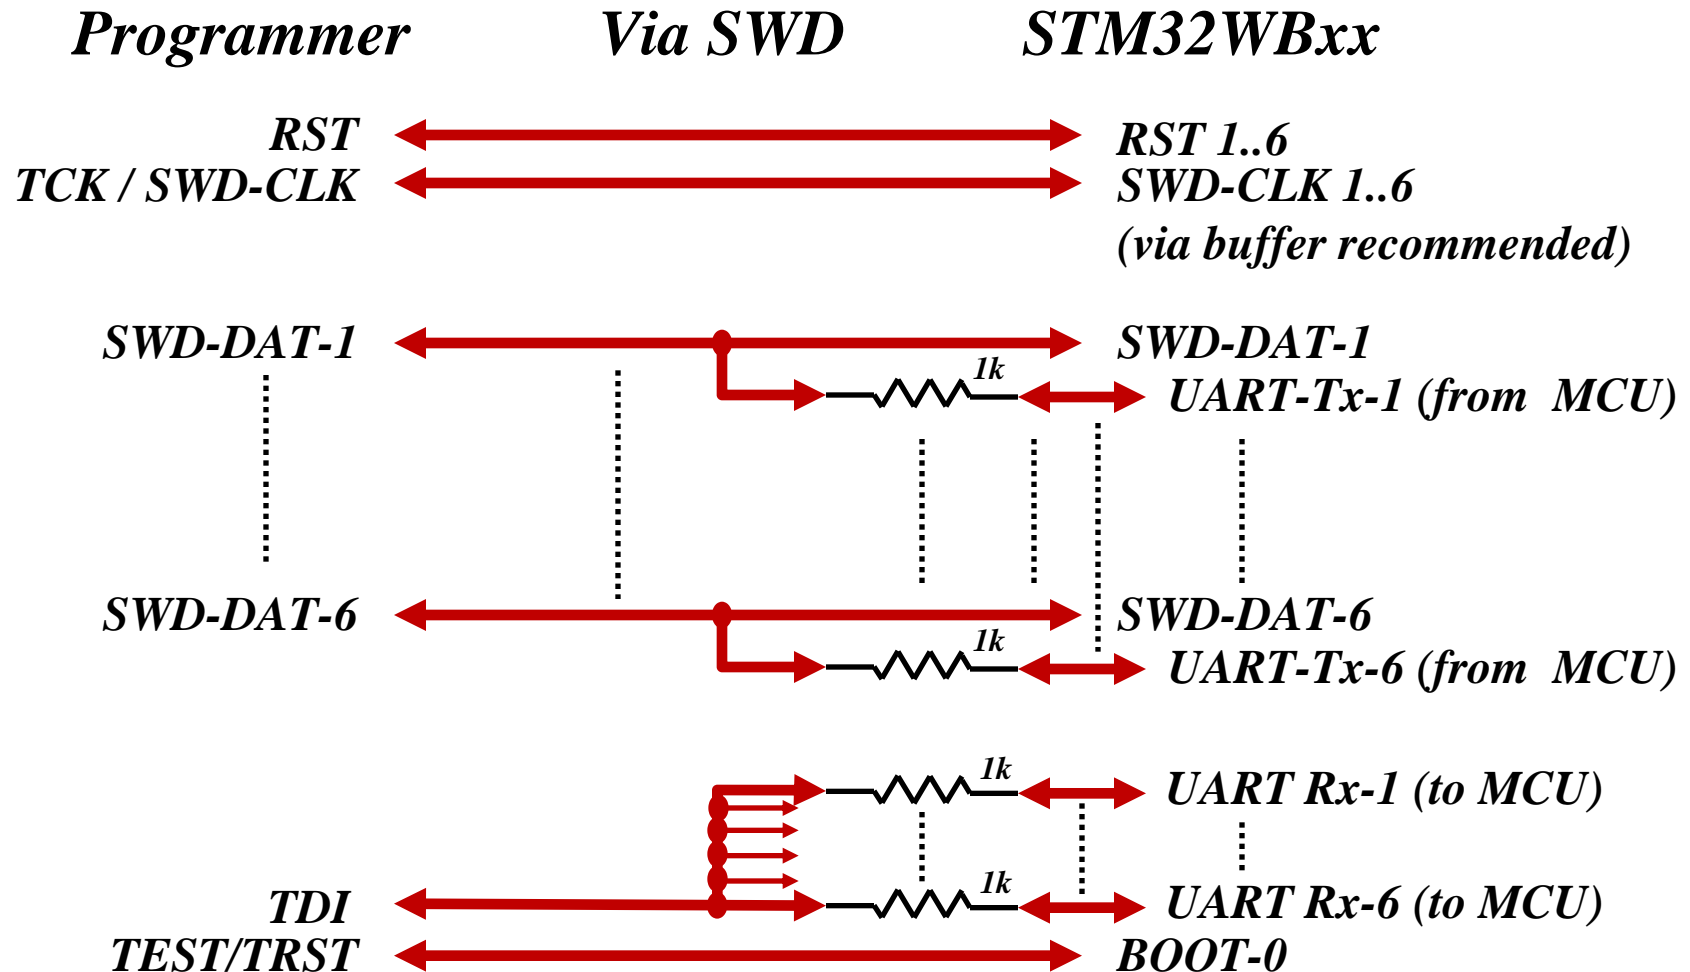 Programmer Via SWD STM32WBxx
RST RST 1..6
TCK / SWD-CLK SWD-CLK 1..6
(via buffer recommended)
SWD-DAT-1 SWD-DAT-1
1k
UART-Tx-1 (from MCU)
SWD-DAT-6 SWD-DAT-6
1k
UART-Tx-6 (from MCU)
1k
UART Rx-1 (to MCU)
1k
TDI UART Rx-6 (to MCU)
TEST/TRST BOOT-0